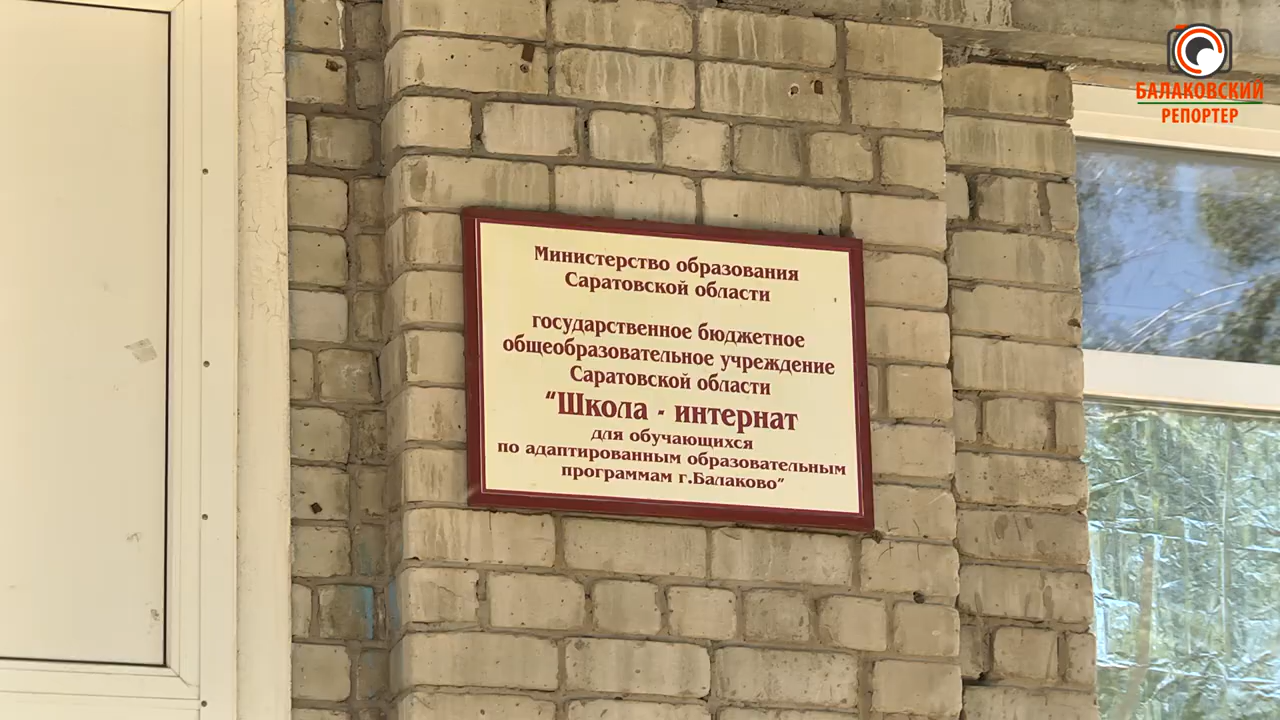 БАЛАКОВСКИЙ
РЕПОРТЕР
Министерство образования
Саратовской области
государственное бюджетное
общеобразовательное учреждение
Саратовской области
"Школа - интернат
для обучающихся
по адаптированным образовательным
программам г.Балаково"